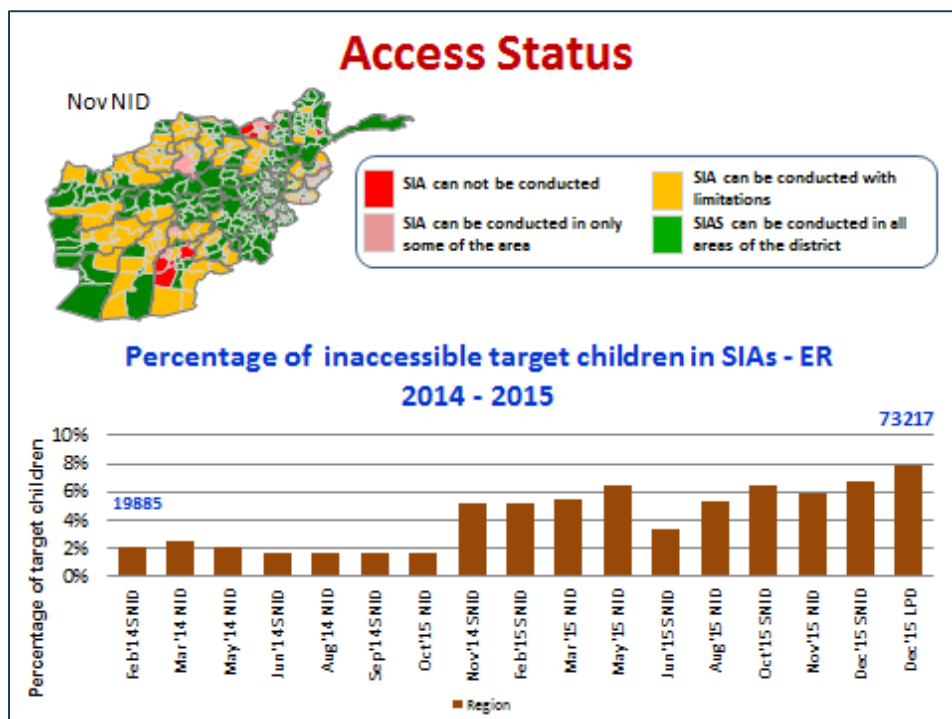 Access Status
Nov NID
SIA can not be conducted
SIA can be conducted with
limitations
SIA can be conducted in only
some of the area
SIAS can be conducted in all
areas of the district
Percentage of inaccessible target children in SIAs - ER
2014 - 2015
73217
19885
Percentage of target children
10%
8%
6%
4%
2%
0%
Feb'14 SNID
Mar '14 NID
May'14 NID
Jun'14 SNID
Aug'14 NID
Sep'14 SNID
Oct'15 NID
Nov'14 SNID
Feb'15 SNID
Mar '15 NID
May'15 NID
Jun'15 SNID
Aug'15 NID
Oct'15 SNID
Nov'15 NID
Dec'15 SNID
Dec'15 LPD
Region